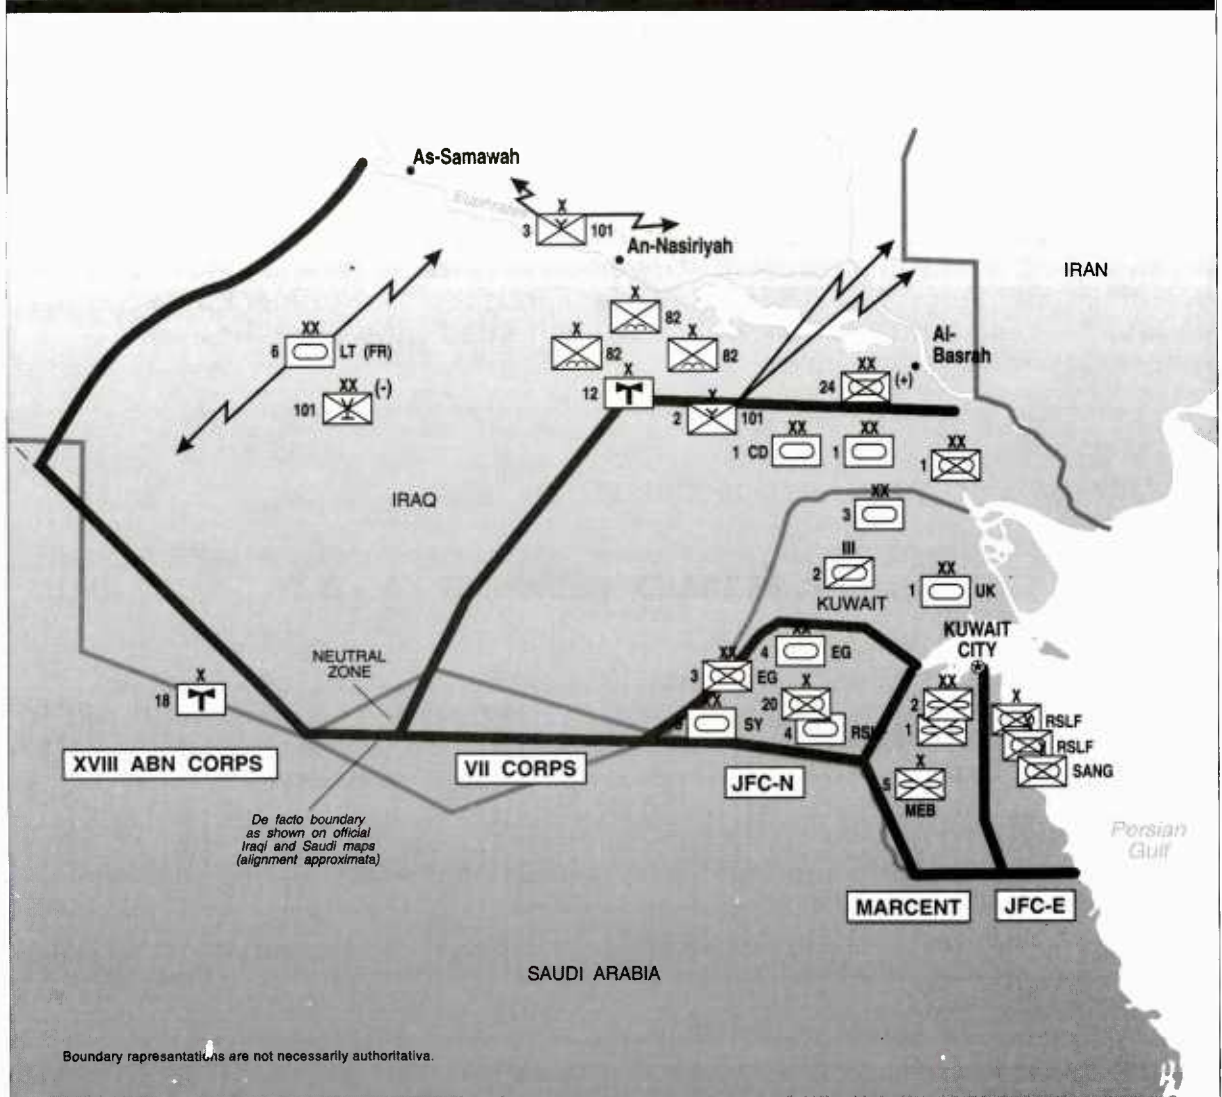 As-Samawah
Euphrates
X
3 101
An-Nasiriyah
IRAN
X
82
XX
6 LT (FR)
X
82
X
82
Al-
Basrah
XX (-)
101
X
12
XX
24 (+)
X
2 101
XX
1 CD
XX
1
XX
1
IRAQ
XX
3
III
2
KUWAIT
XX
1 UK
KUWAIT
CITY
NEUTRAL
ZONE
XX
4 EG
XX
3 EG
X
18
XX
SY
X
20
4
XX
2
1
X
RSLF
RSLF
SANG
XVIII ABN CORPS
VII CORPS
JFC-N
X
5
MEB
De facto boundary
as shown on official
Iraqi and Saudi maps
(alignment approximata)
Persian
Gulf
MARCENT
JFC-E
SAUDI ARABIA
Boundary rapresentations are not necessarily authoritativa.